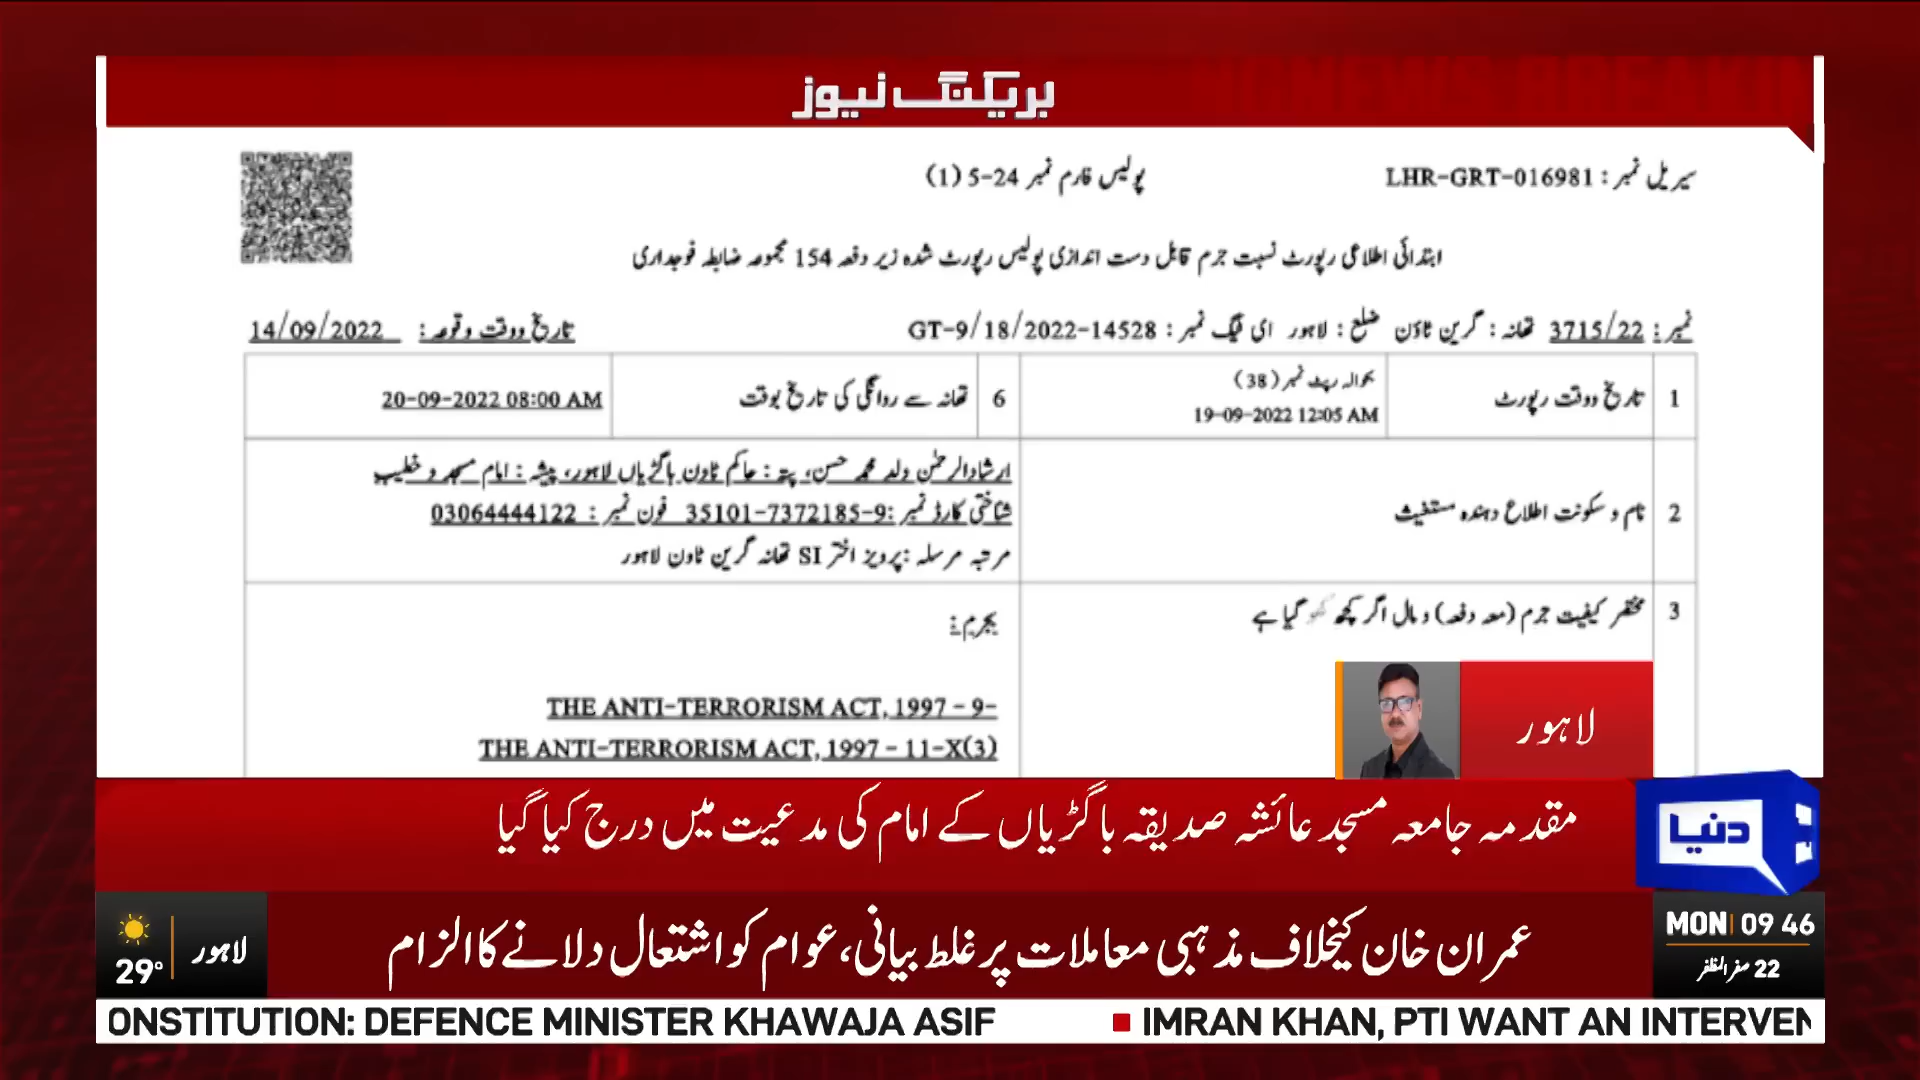 بریکنگ نیوز
سیریل نمبر : LHR-GRT-016981
پولیس فارم نمبر 24-5 (1)
ابتدائی اطلاعی رپورٹ نسبت جرم قابل دست اندازی پولیس رپورٹ شدہ زیر دفعہ 154 مجموعہ ضابطہ فوجداری
نمبر : 3715/22 تھانہ : گرین ٹاؤن ضلع : لاہور ای ٹیگ نمبر : GT-9/18/2022-14528 تاریخ ووقت وقوعہ : 14/09/2022
1 تاریخ ووقت رپورٹ بحوالہ رپٹ نمبر (38)
19-09-2022 12:05 AM
6 تھانہ سے روانگی کی تاریخ بوقت 20-09-2022 08:00 AM
2 نام و سکونت اطلاع دہندہ مستغیث
ارشادالرحمٰن ولد محمد حسن، پتہ : حاکم ٹاون باگڑیاں لاہور، پیشہ : امام مسجد و خطیب
شناختی کارڈ نمبر :9-7372185-35101 فون نمبر : 03064444122
مرتبہ مرسلہ :پرویز اختر SI تھانہ گرین ٹاون لاہور
3 مختصر کیفیت جرم (معہ دفعہ) و مال اگر کچھ کھو گیا ہے
بجرم :
THE ANTI-TERRORISM ACT, 1997 - 9-
THE ANTI-TERRORISM ACT, 1997 - 11-X(3)
لاہور
مقدمہ جامعہ مسجد عائشہ صدیقہ باگڑیاں کے امام کی مدعیت میں درج کیا گیا
دنیا
عمران خان کیخلاف مذہبی معاملات پر غلط بیانی، عوام کو اشتعال دلانے کا الزام
لاہور 29°
MON 09 46
22 صفر المظفر
ONSTITUTION: DEFENCE MINISTER KHAWAJA ASIF ■ IMRAN KHAN, PTI WANT AN INTERVEN